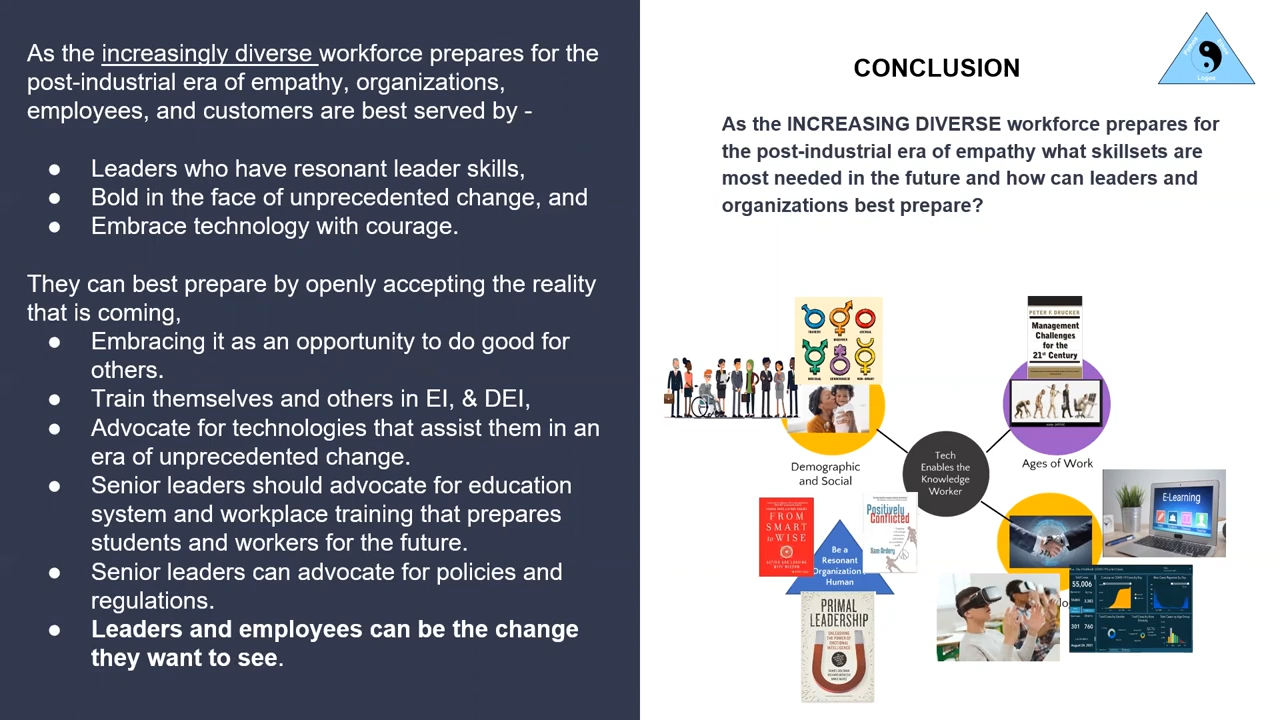 As the increasingly diverse workforce prepares for the
post-industrial era of empathy, organizations,
employees, and customers are best served by -
● Leaders who have resonant leader skills,
● Bold in the face of unprecedented change, and
● Embrace technology with courage.
They can best prepare by openly accepting the reality
that is coming,
● Embracing it as an opportunity to do good for
others.
● Train themselves and others in EI, & DEI,
● Advocate for technologies that assist them in an
era of unprecedented change.
● Senior leaders should advocate for education
system and workplace training that prepares
students and workers for the future.
● Senior leaders can advocate for policies and
regulations.
● Leaders and employees can be the change
they want to see.
CONCLUSION
Logos
As the INCREASING DIVERSE workforce prepares for
the post-industrial era of empathy what skillsets are
most needed in the future and how can leaders and
organizations best prepare?
PETER F. DRUCKER
Management
Challenges
for the
21st Century
Demographic
and Social
Tech
Enables the
Knowledge
Worker
Ages of Work
E-Learning
FROM
SMART
to WISE
Positively
Conflicted
Sam Ardery
Be a
Resonant
Organization
Human
PRIMAL
LEADERSHIP
UNLEASHING
THE POWER OF
EMOTIONAL
INTELLIGENCE
55,006
301 760